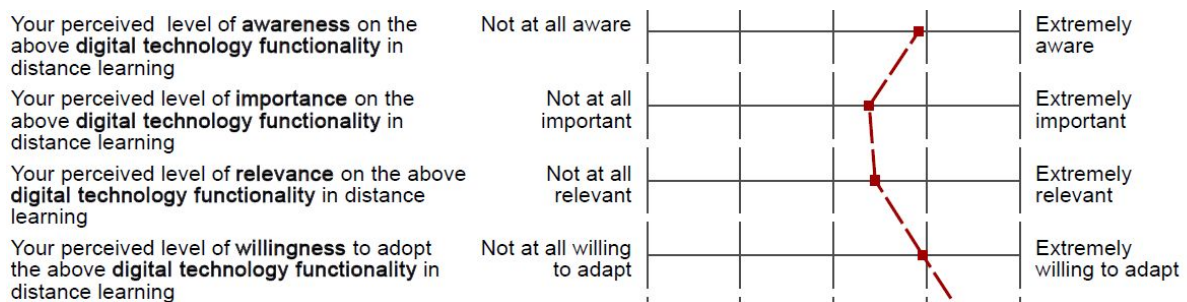 Your perceived level of awareness on the above digital technology functionality in distance learning
Not at all aware
Extremely aware
Your perceived level of importance on the above digital technology functionality in distance learning
Not at all important
Extremely important
Your perceived level of relevance on the above digital technology functionality in distance learning
Not at all relevant
Extremely relevant
Your perceived level of willingness to adopt the above digital technology functionality in distance learning
Not at all willing to adapt
Extremely willing to adapt